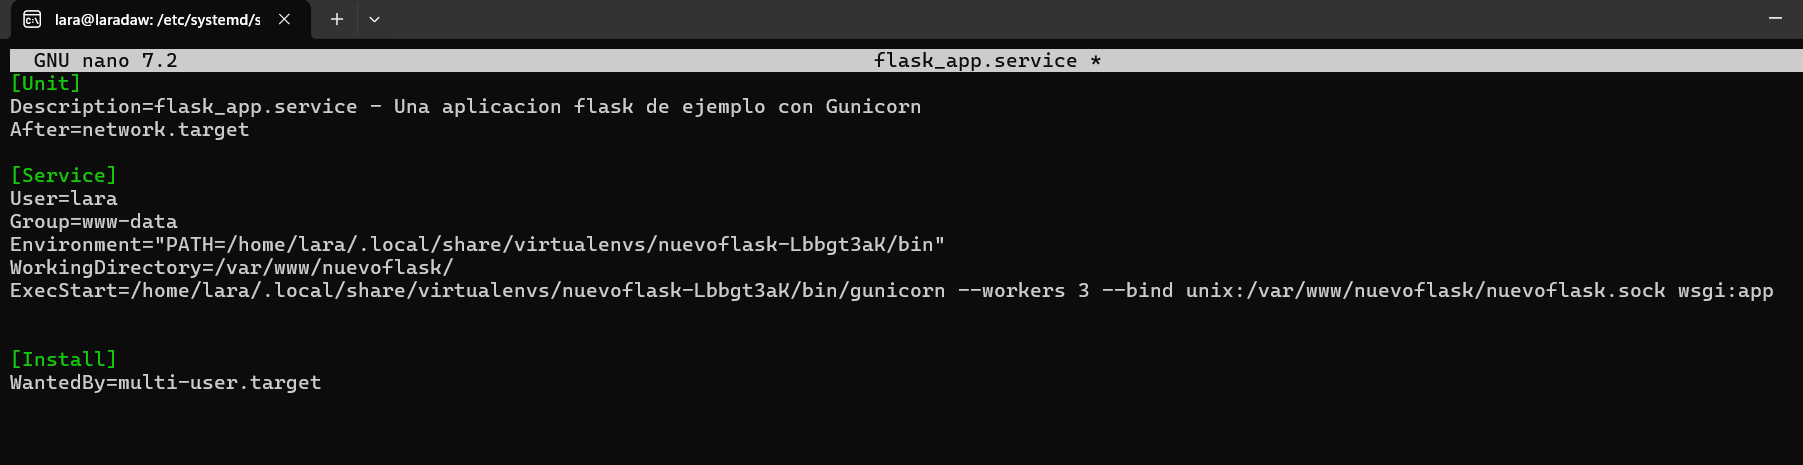 lara@laradaw: /etc/systemd/s
GNU nano 7.2 flask_app.service *
[Unit]
Description=flask_app.service - Una aplicacion flask de ejemplo con Gunicorn
After=network.target
[Service]
User=lara
Group=www-data
Environment="PATH=/home/lara/.local/share/virtualenvs/nuevoflask-Lbbgt3aK/bin"
WorkingDirectory=/var/www/nuevoflask/
ExecStart=/home/lara/.local/share/virtualenvs/nuevoflask-Lbbgt3aK/bin/gunicorn --workers 3 --bind unix:/var/www/nuevoflask/nuevoflask.sock wsgi:app
[Install]
WantedBy=multi-user.target